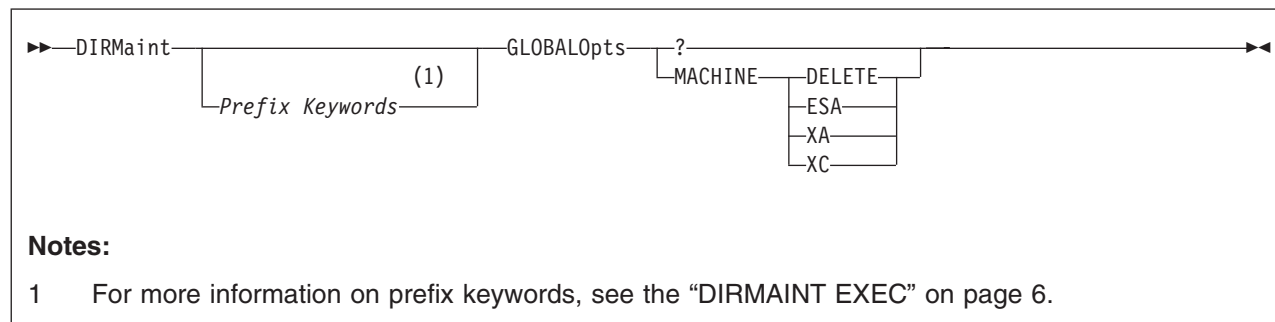 DIRMaint GLOBALOpts ?
(1) MACHINE DELETE
Prefix Keywords ESA
XA
XC
Notes:
1 For more information on prefix keywords, see the “DIRMAINT EXEC” on page 6.